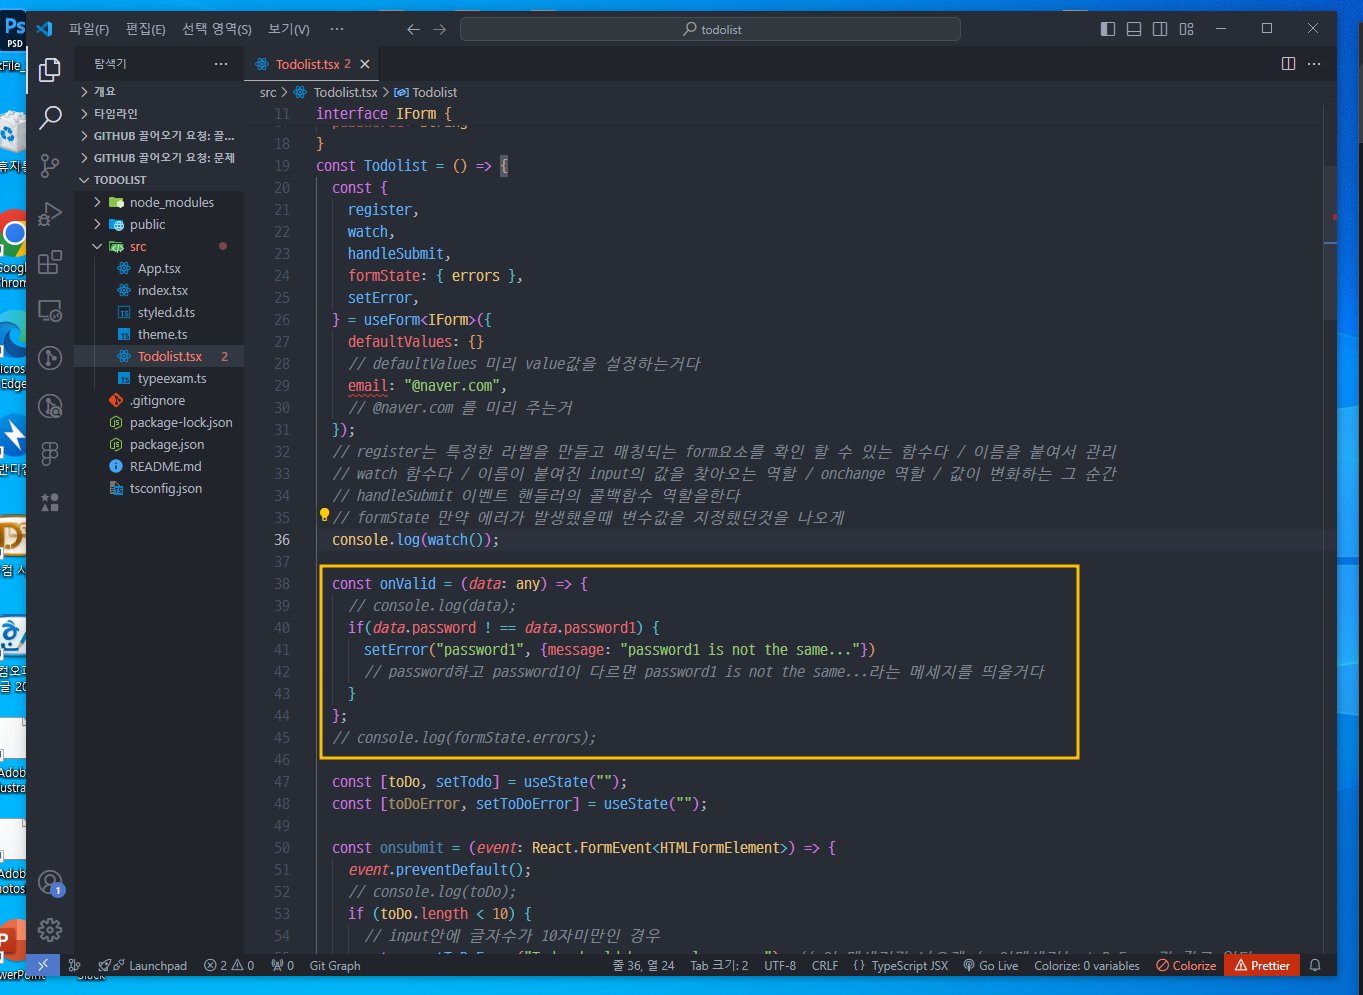 파일(F) 편집(E) 선택 영역(S) 보기(V) ··· todolist
탐색기 ···
Todolist.tsx 2
개요
타임라인
GITHUB 끌어오기 요청: 끌...
GITHUB 끌어오기 요청: 문제
TODOLIST
node_modules
public
src
App.tsx
index.tsx
styled.d.ts
theme.ts
Todolist.tsx 2
typeexam.ts
.gitignore
package-lock.json
package.json
README.md
tsconfig.json
src > Todolist.tsx > Todolist
11 interface IForm {
18 }
19 const Todolist = () => {
20 const {
21 register,
22 watch,
23 handleSubmit,
24 formState: { errors },
25 setError,
26 } = useForm<IForm>({
27 defaultValues: {}
28 // defaultValues 미리 value값을 설정하는거다
29 email: "@naver.com",
30 // @naver.com 를 미리 주는거
31 });
32 // register는 특정한 라벨을 만들고 매칭되는 form요소를 확인 할 수 있는 함수다 / 이름을 붙여서 관리
33 // watch 함수다 / 이름이 붙여진 input의 값을 찾아오는 역할 / onchange 역할 / 값이 변화하는 그 순간
34 // handleSubmit 이벤트 핸들러의 콜백함수 역할을한다
35 // formState 만약 에러가 발생했을때 변수값을 지정했던것을 나오게
36 console.log(watch());
37
38 const onValid = (data: any) => {
39 // console.log(data);
40 if(data.password ! == data.password1) {
41 setError("password1", {message: "password1 is not the same..."})
42 // password하고 password1이 다르면 password1 is not the same...라는 메세지를 띄울거다
43 }
44 };
45 // console.log(formState.errors);
46
47 const [toDo, setTodo] = useState("");
48 const [toDoError, setToDoError] = useState("");
49
50 const onsubmit = (event: React.FormEvent<HTMLFormElement>) => {
51 event.preventDefault();
52 // console.log(toDo);
53 if (toDo.length < 10) {
54 // input안에 글자수가 10자미만인 경우
1
Launchpad 2 0 0 Git Graph 줄 36, 열 24 Tab 크기: 2 UTF-8 CRLF {} TypeScript JSX Go Live Colorize: 0 variables Colorize Prettier
Ps
PSD